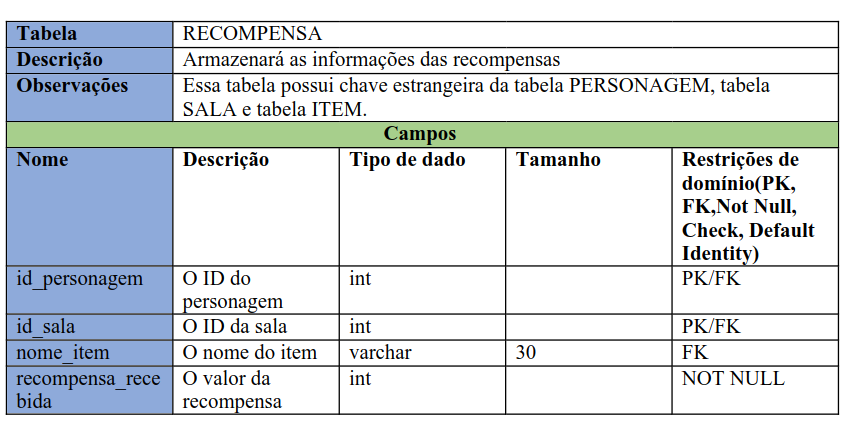 Tabela RECOMPENSA
Descrição Armazenará as informações das recompensas
Observações Essa tabela possui chave estrangeira da tabela PERSONAGEM, tabela
SALA e tabela ITEM.
Campos
Nome Descrição Tipo de dado Tamanho Restrições de
domínio(PK,
FK,Not Null,
Check, Default
Identity)
id_personagem O ID do int PK/FK
personagem
id_sala O ID da sala int PK/FK
nome_item O nome do item varchar 30 FK
recompensa_rece O valor da int NOT NULL
bida recompensa